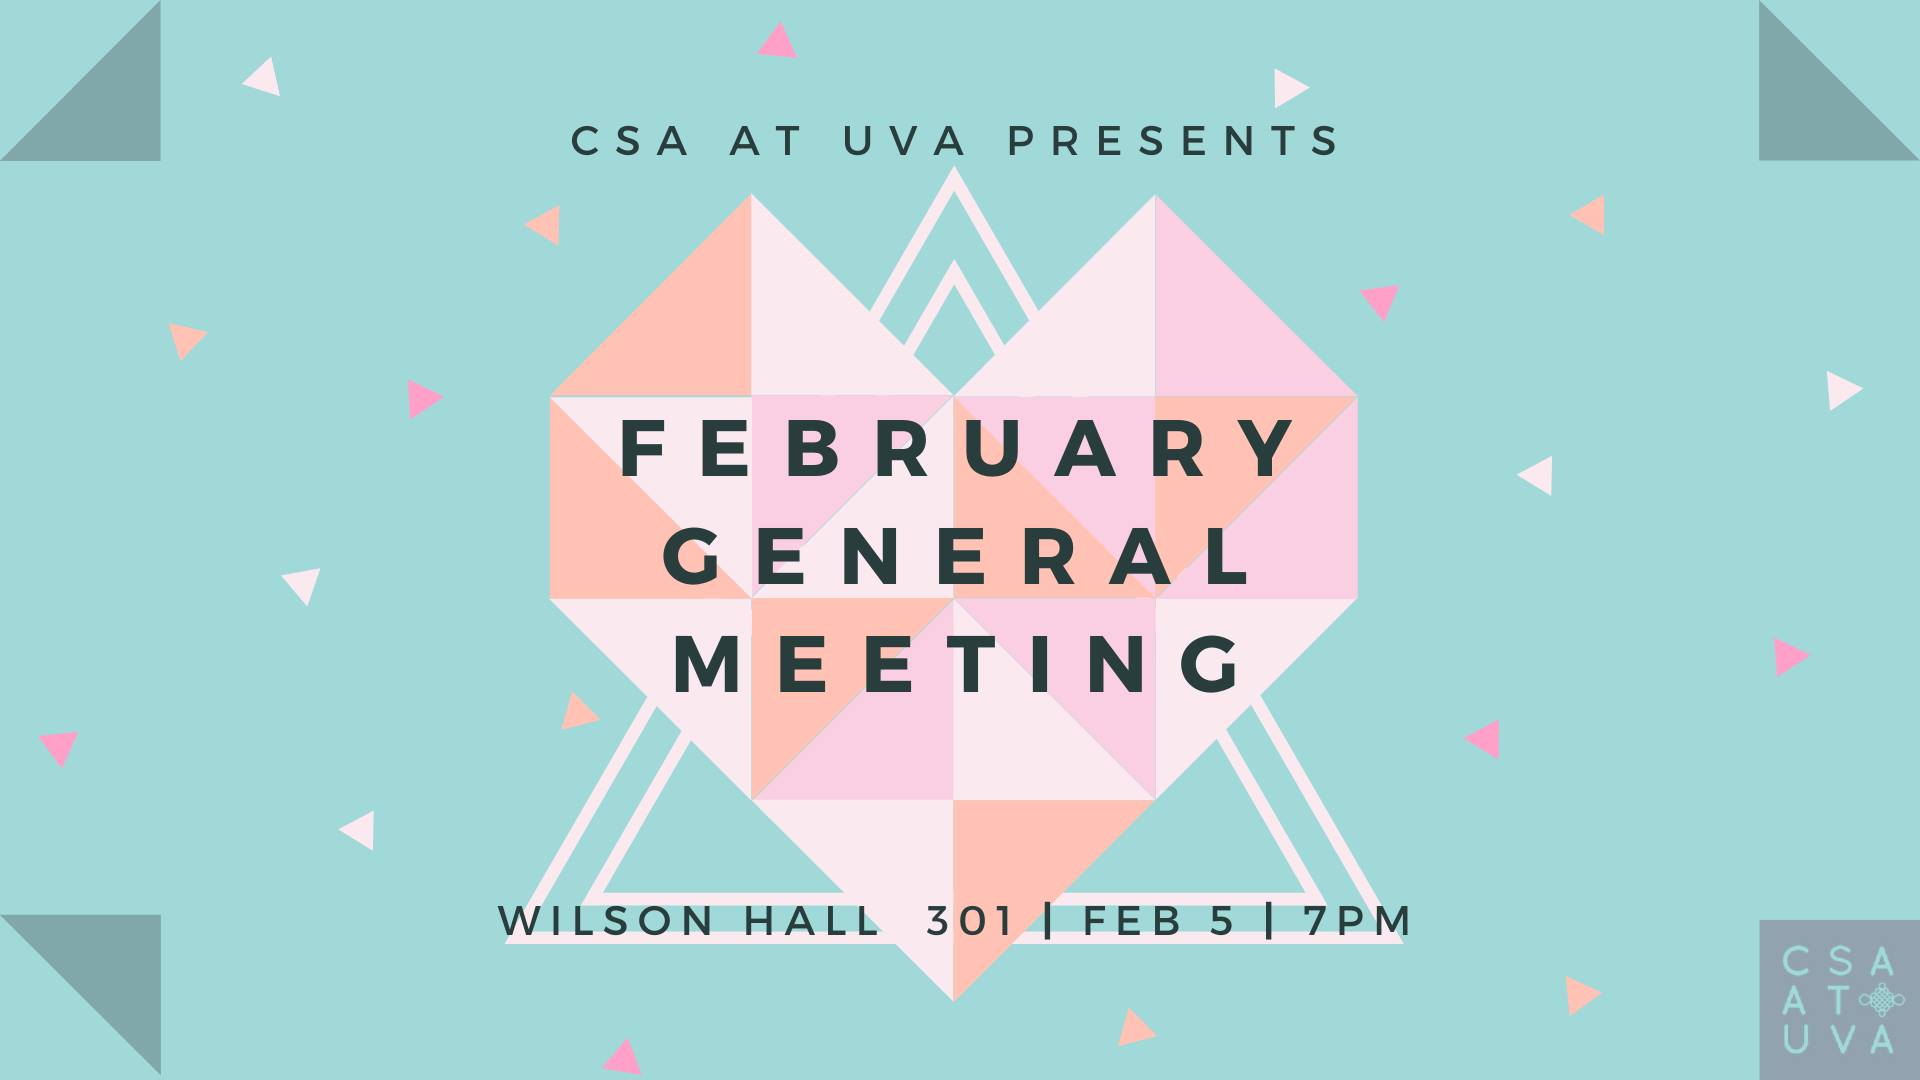 CSA AT UVA PRESENTS
FEBRUARY
GENERAL
MEETING
WILSON HALL 301 | FEB 5 | 7PM
CSA
AT
UVA